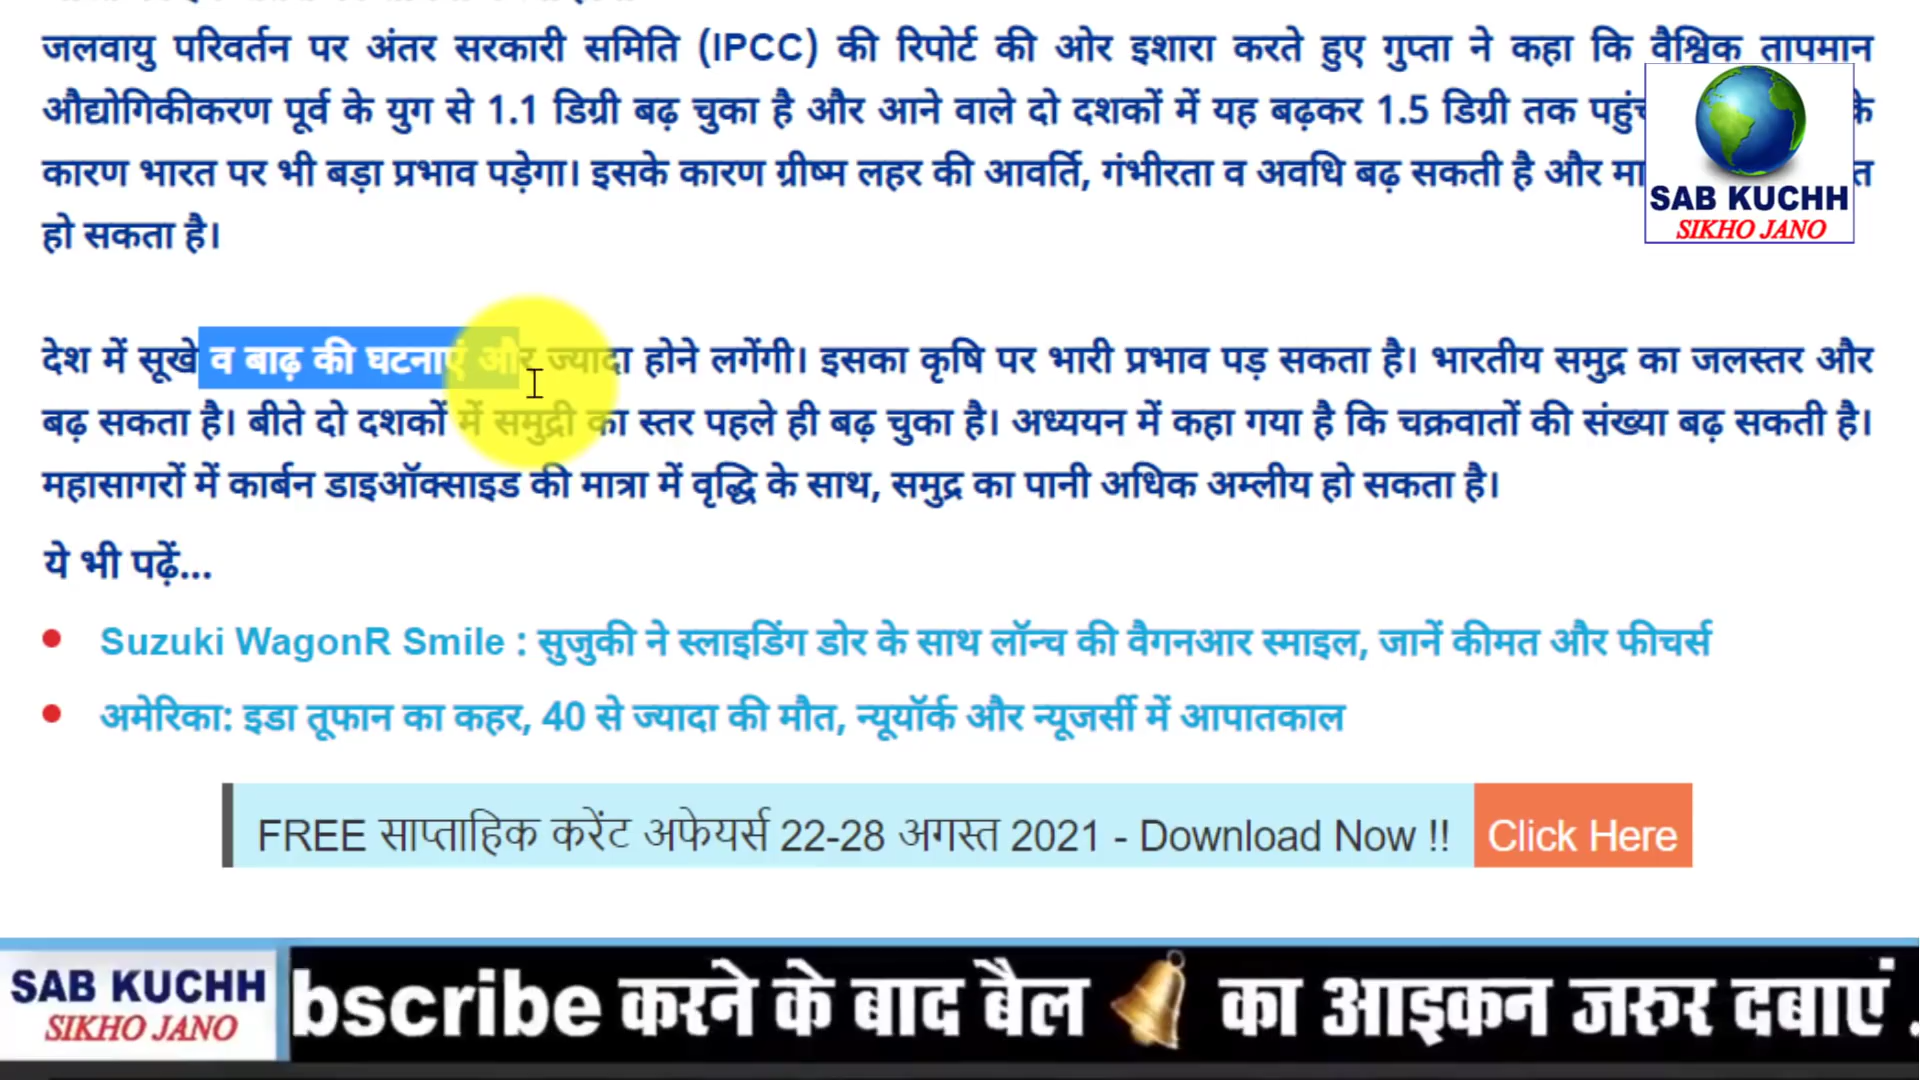 जलवायु परिवर्तन पर अंतर सरकारी समिति (IPCC) की रिपोर्ट की ओर इशारा करते हुए गुप्ता ने कहा कि वैश्विक तापमान
औद्योगिकीकरण पूर्व के युग से 1.1 डिग्री बढ़ चुका है और आने वाले दो दशकों में यह बढ़कर 1.5 डिग्री तक के
कारण भारत पर भी बड़ा प्रभाव पड़ेगा। इसके कारण ग्रीष्म लहर की आवर्ति, गंभीरता व अवधि बढ़ सकती है और
हो सकता है।
SAB KUCHH
SIKHO JANO
देश में सूखे व बाढ़ की घटनाएं और ज्यादा होने लगेंगी। इसका कृषि पर भारी प्रभाव पड़ सकता है। भारतीय समुद्र का जलस्तर और
बढ़ सकता है। बीते दो दशकों में समुद्री का स्तर पहले ही बढ़ चुका है। अध्ययन में कहा गया है कि चक्रवातों की संख्या बढ़ सकती है।
महासागरों में कार्बन डाइऑक्साइड की मात्रा में वृद्धि के साथ, समुद्र का पानी अधिक अम्लीय हो सकता है।
ये भी पढ़ें...
Suzuki WagonR Smile : सुजुकी ने स्लाइडिंग डोर के साथ लॉन्च की वैगनआर स्माइल, जानें कीमत और फीचर्स
अमेरिका: इडा तूफान का कहर, 40 से ज्यादा की मौत, न्यूयॉर्क और न्यूजर्सी में आपातकाल
FREE साप्ताहिक करेंट अफेयर्स 22-28 अगस्त 2021 - Download Now !! Click Here
SAB KUCHH
SIKHO JANO
bscribe करने के बाद बैल का आइकन जरुर दबाएं .